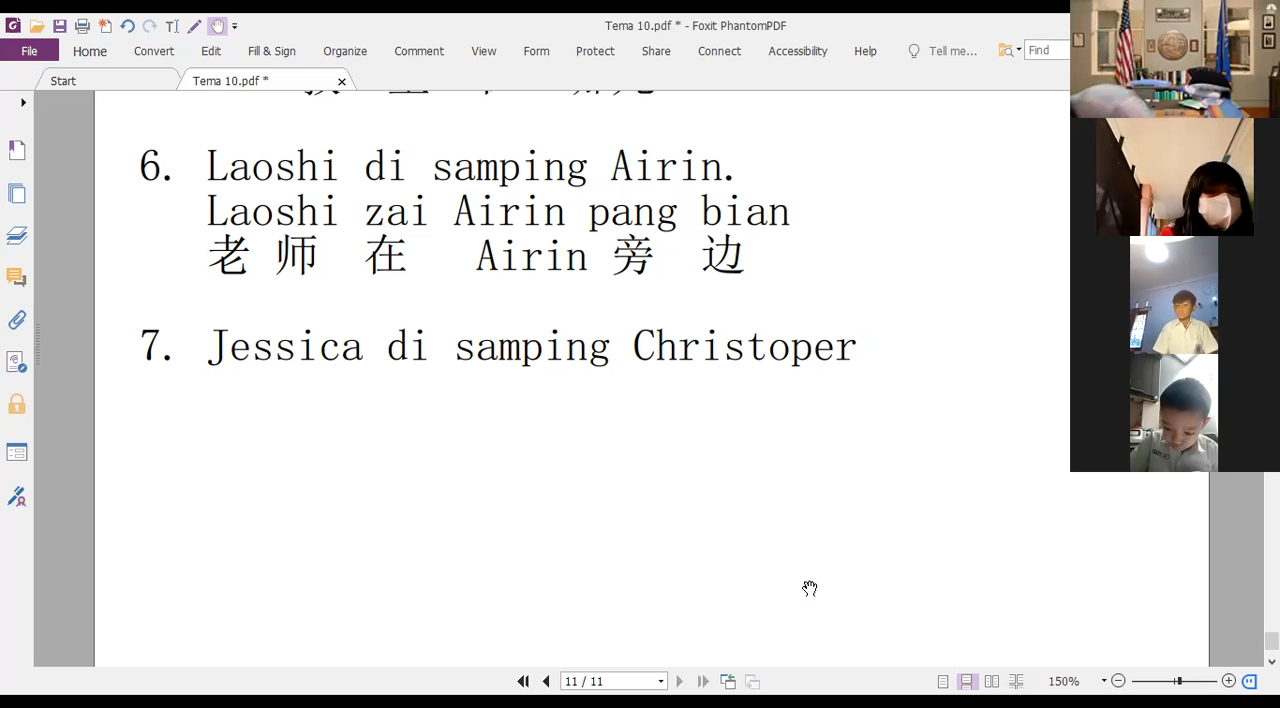 Tema 10.pdf * - Foxit PhantomPDF
File Home Convert Edit Fill & Sign Organize Comment View Form Protect Share Connect Accessibility Help Tell me... Find
Start Tema 10.pdf *
6. Laoshi di samping Airin.
Laoshi zai Airin pang bian
老 师 在 Airin 旁 边
7. Jessica di samping Christoper
11 / 11 150%